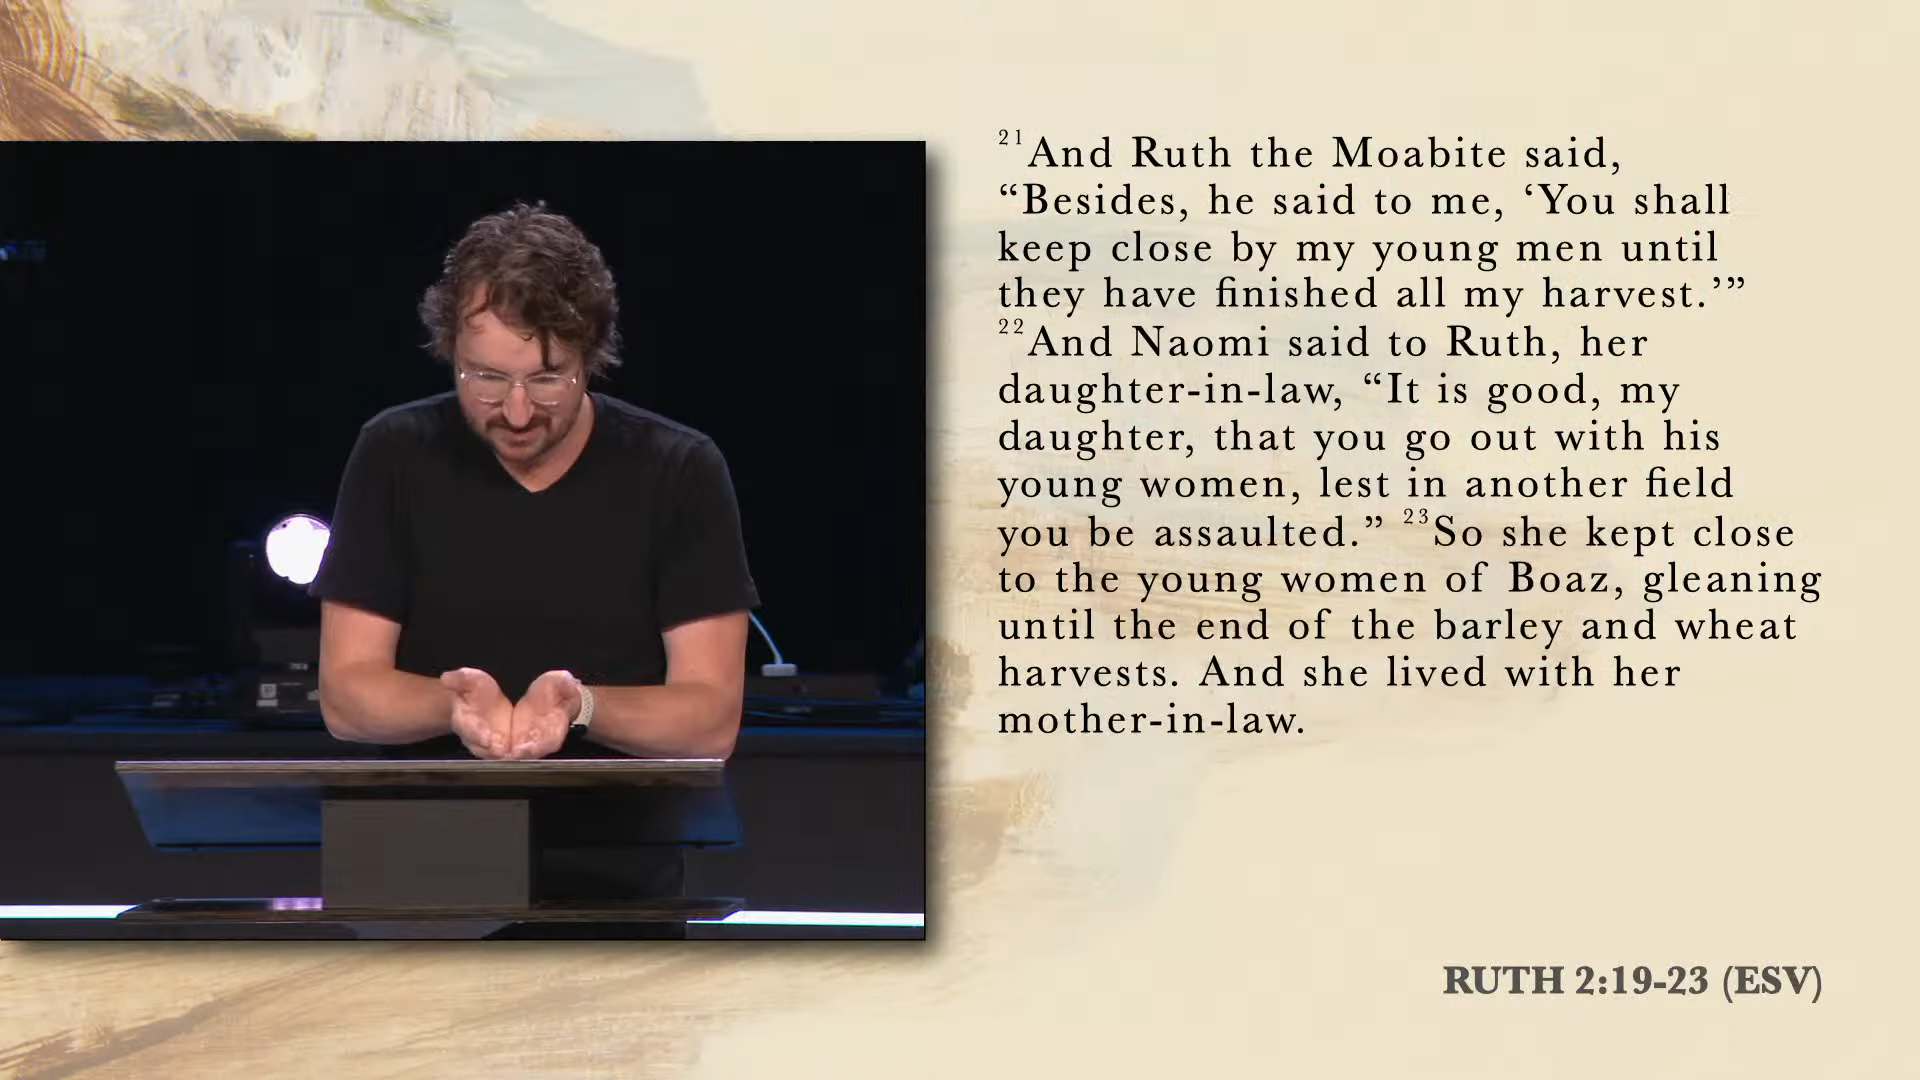 21And Ruth the Moabite said,
“Besides, he said to me, ‘You shall
keep close by my young men until
they have finished all my harvest.’”
22And Naomi said to Ruth, her
daughter-in-law, “It is good, my
daughter, that you go out with his
young women, lest in another field
you be assaulted.” 23So she kept close
to the young women of Boaz, gleaning
until the end of the barley and wheat
harvests. And she lived with her
mother-in-law.
RUTH 2:19-23 (ESV)